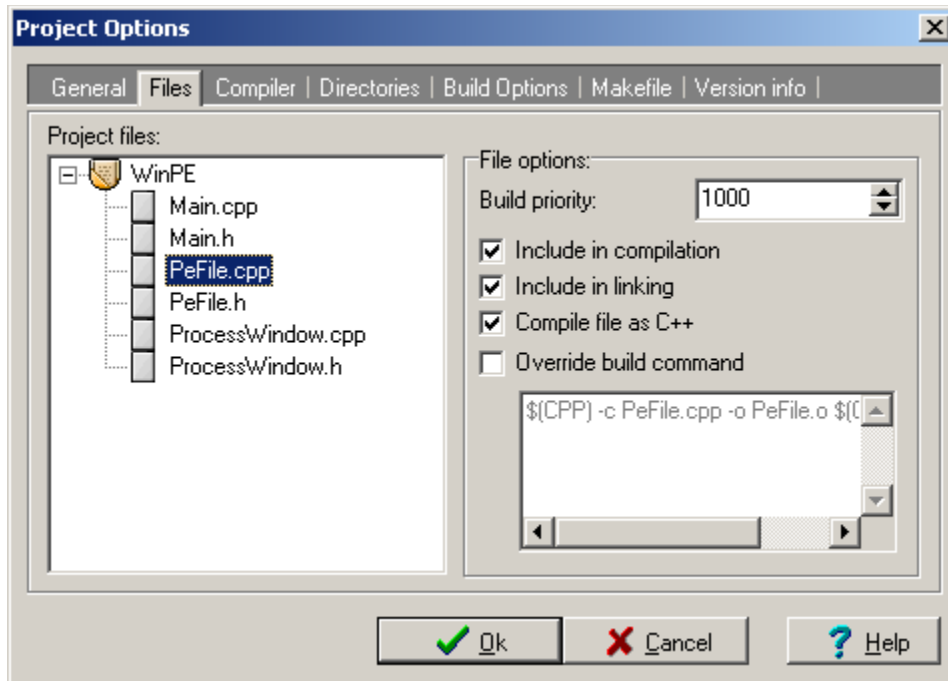 Project Options
General Files Compiler | Directories | Build Options | Makefile | Version info |
Project files:
WinPE
Main.cpp
Main.h
PeFile.cpp
PeFile.h
ProcessWindow.cpp
ProcessWindow.h
File options:
Build priority: 1000
Include in compilation
Include in linking
Compile file as C++
Override build command
$(CPP) -c PeFile.cpp -o PeFile.o $(
Ok Cancel Help